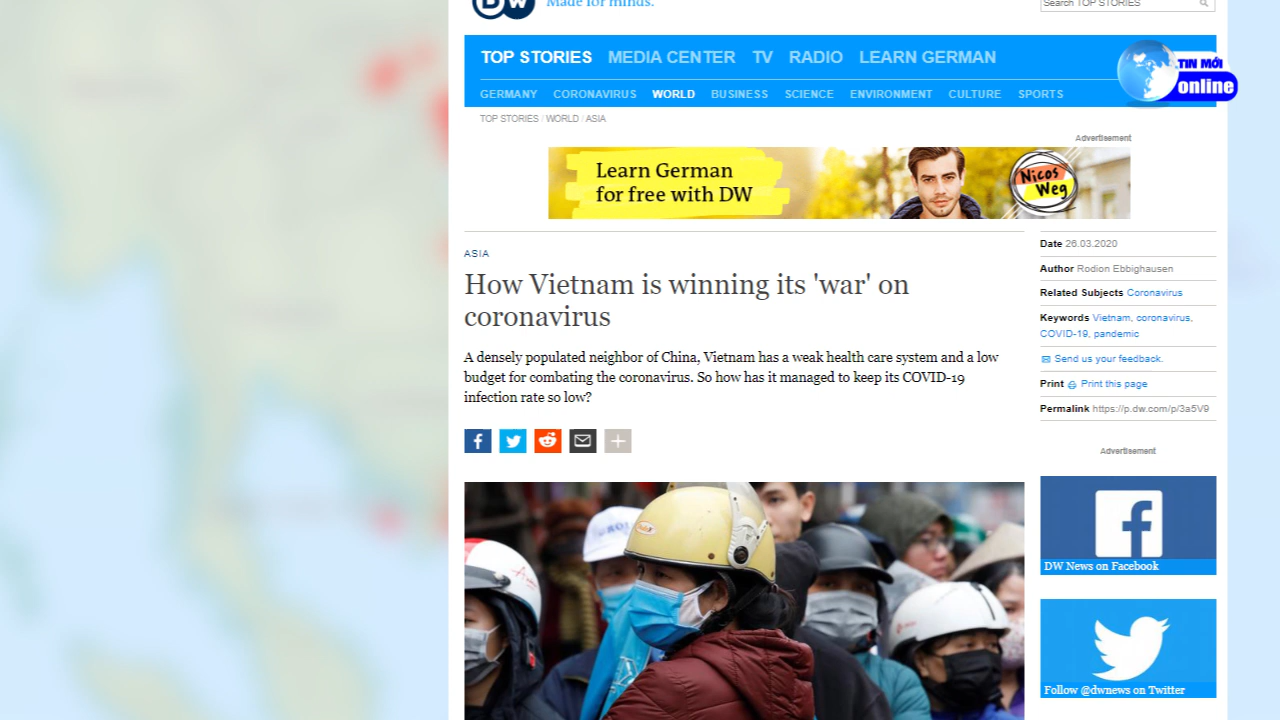 DW Made for minds.
Search TOP STORIES
TOP STORIES MEDIA CENTER TV RADIO LEARN GERMAN
TIN MỚI
online
GERMANY CORONAVIRUS WORLD BUSINESS SCIENCE ENVIRONMENT CULTURE SPORTS
TOP STORIES / WORLD / ASIA
Advertisement
Learn German
for free with DW
Nicos
Weg
ASIA
How Vietnam is winning its 'war' on
coronavirus
A densely populated neighbor of China, Vietnam has a weak health care system and a low
budget for combating the coronavirus. So how has it managed to keep its COVID-19
infection rate so low?
Date 26.03.2020
Author Rodion Ebbighausen
Related Subjects Coronavirus
Keywords Vietnam, coronavirus,
COVID-19, pandemic
Send us your feedback.
Print Print this page
Permalink https://p.dw.com/p/3a5V9
Advertisement
DW News on Facebook
Follow @dwnews on Twitter